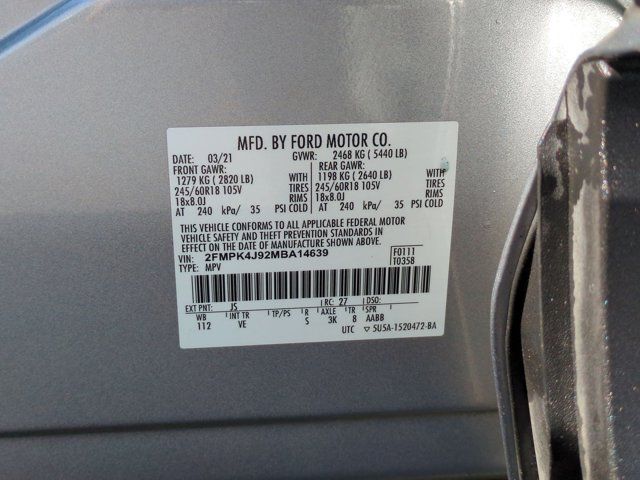 MFD. BY FORD MOTOR CO.
DATE: 03/21 GVWR: 2468 KG ( 5440 LB)
FRONT GAWR: REAR GAWR:
1279 KG ( 2820 LB) WITH 1198 KG ( 2640 LB) WITH
245/60R18 105V TIRES 245/60R18 105V TIRES
18x8.0J RIMS 18x8.0J RIMS
AT 240 kPa/ 35 PSI COLD AT 240 kPa/ 35 PSI COLD
THIS VEHICLE CONFORMS TO ALL APPLICABLE FEDERAL MOTOR
VEHICLE SAFETY AND THEFT PREVENTION STANDARDS IN
EFFECT ON THE DATE OF MANUFACTURE SHOWN ABOVE.
VIN: 2FMPK4J92MBA14639 F0111
TYPE: MPV T0358
EXT PNT: JS RC: 27 DSO:
WB INT TR TP/PS R AXLE TR SPR
112 VE S 3K 8 AABB
UTC ▽ 5U5A-1520472-BA